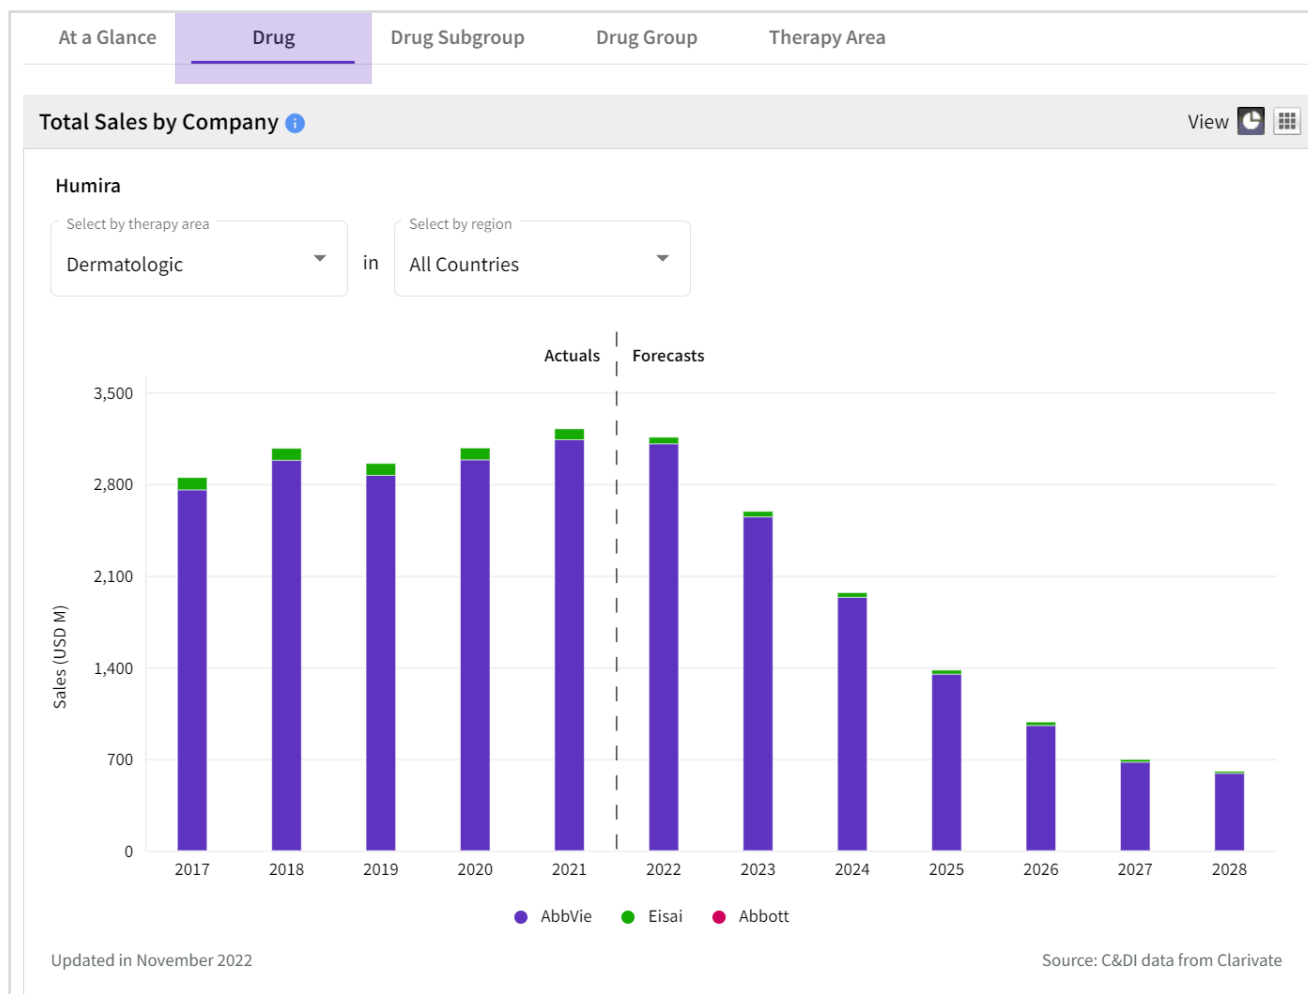 At a Glance Drug Drug Subgroup Drug Group Therapy Area
Total Sales by Company i View
Humira
Select by therapy area Select by region
Dermatologic in All Countries
Actuals Forecasts
3,500
2,800
2,100
1,400
700
0
Sales (USD M)
2017 2018 2019 2020 2021 2022 2023 2024 2025 2026 2027 2028
AbbVie Eisai Abbott
Updated in November 2022 Source: C&DI data from Clarivate